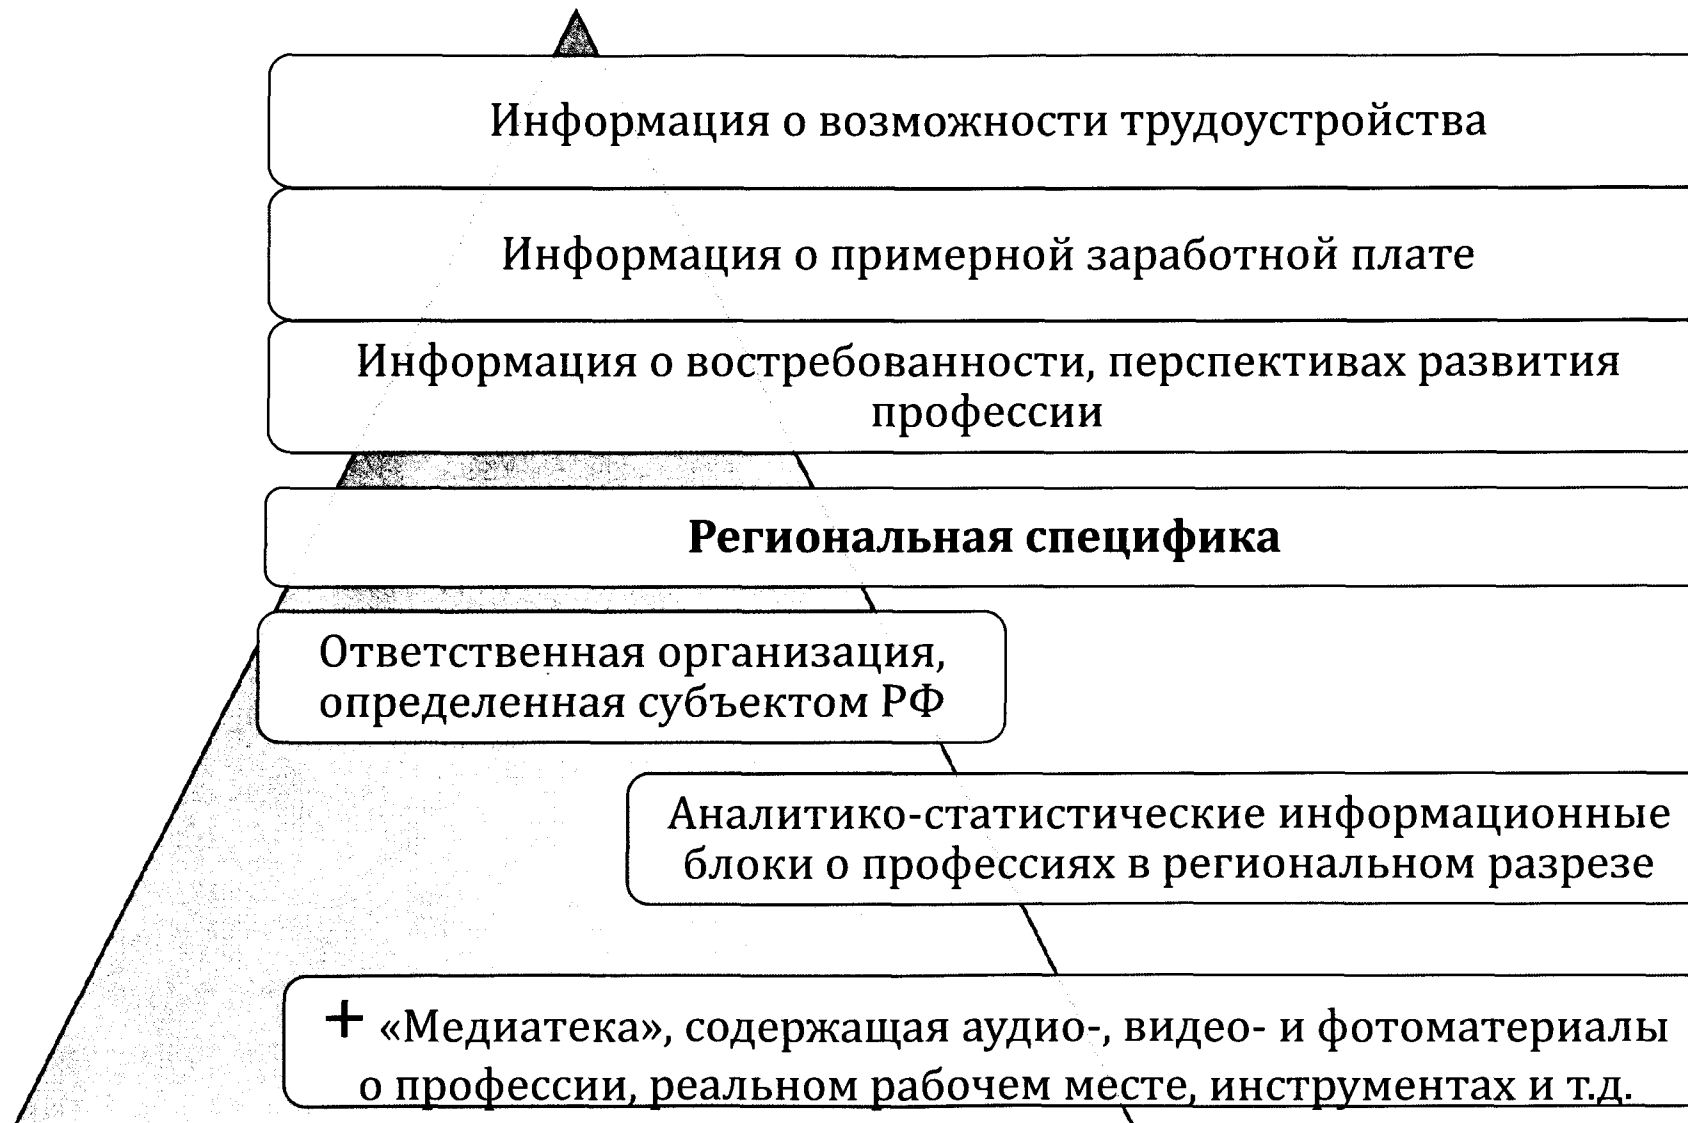 Информация о возможности трудоустройства
Информация о примерной заработной плате
Информация о востребованности, перспективах развития
профессии
Региональная специфика
Ответственная организация,
определенная субъектом РФ
Аналитико-статистические информационные
блоки о профессиях в региональном разрезе
+ «Медиатека», содержащая аудио-, видео- и фотоматериалы
о профессии, реальном рабочем месте, инструментах и т.д.